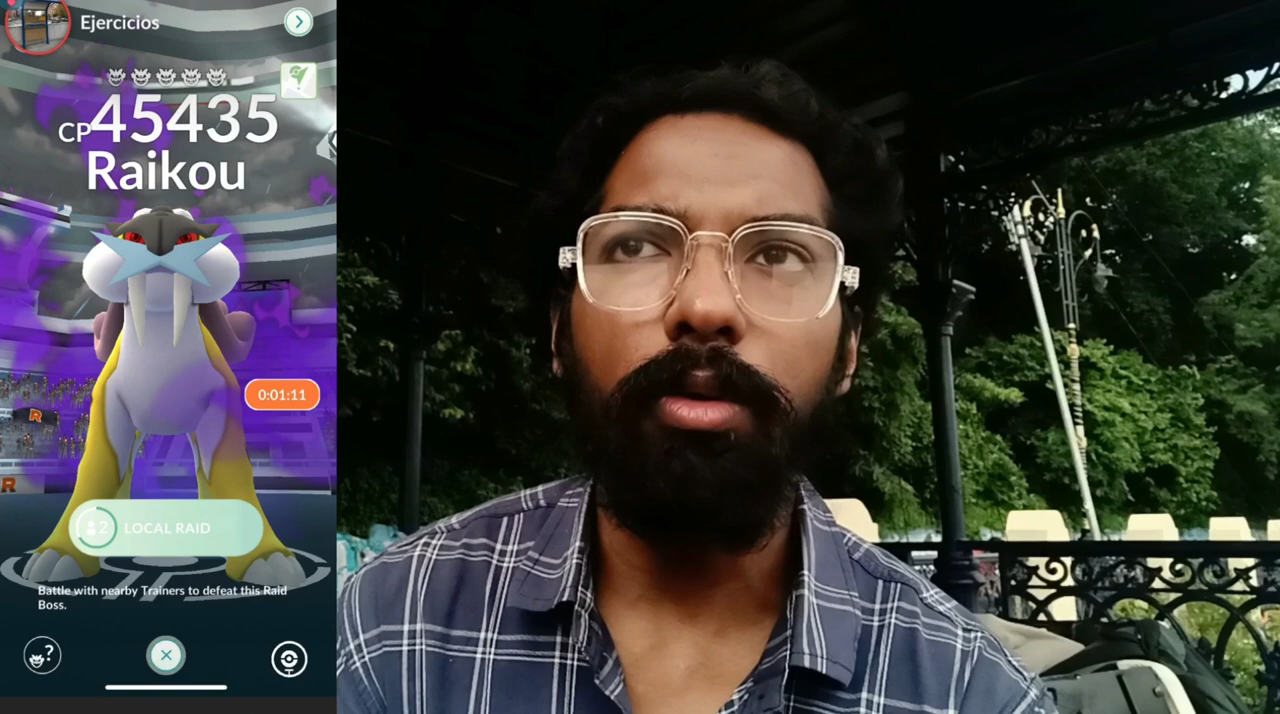 Ejercicios
CP45435
Raikou
R
0:01:11
R
2 LOCAL RAID
Battle with nearby Trainers to defeat this Raid
Boss.
?